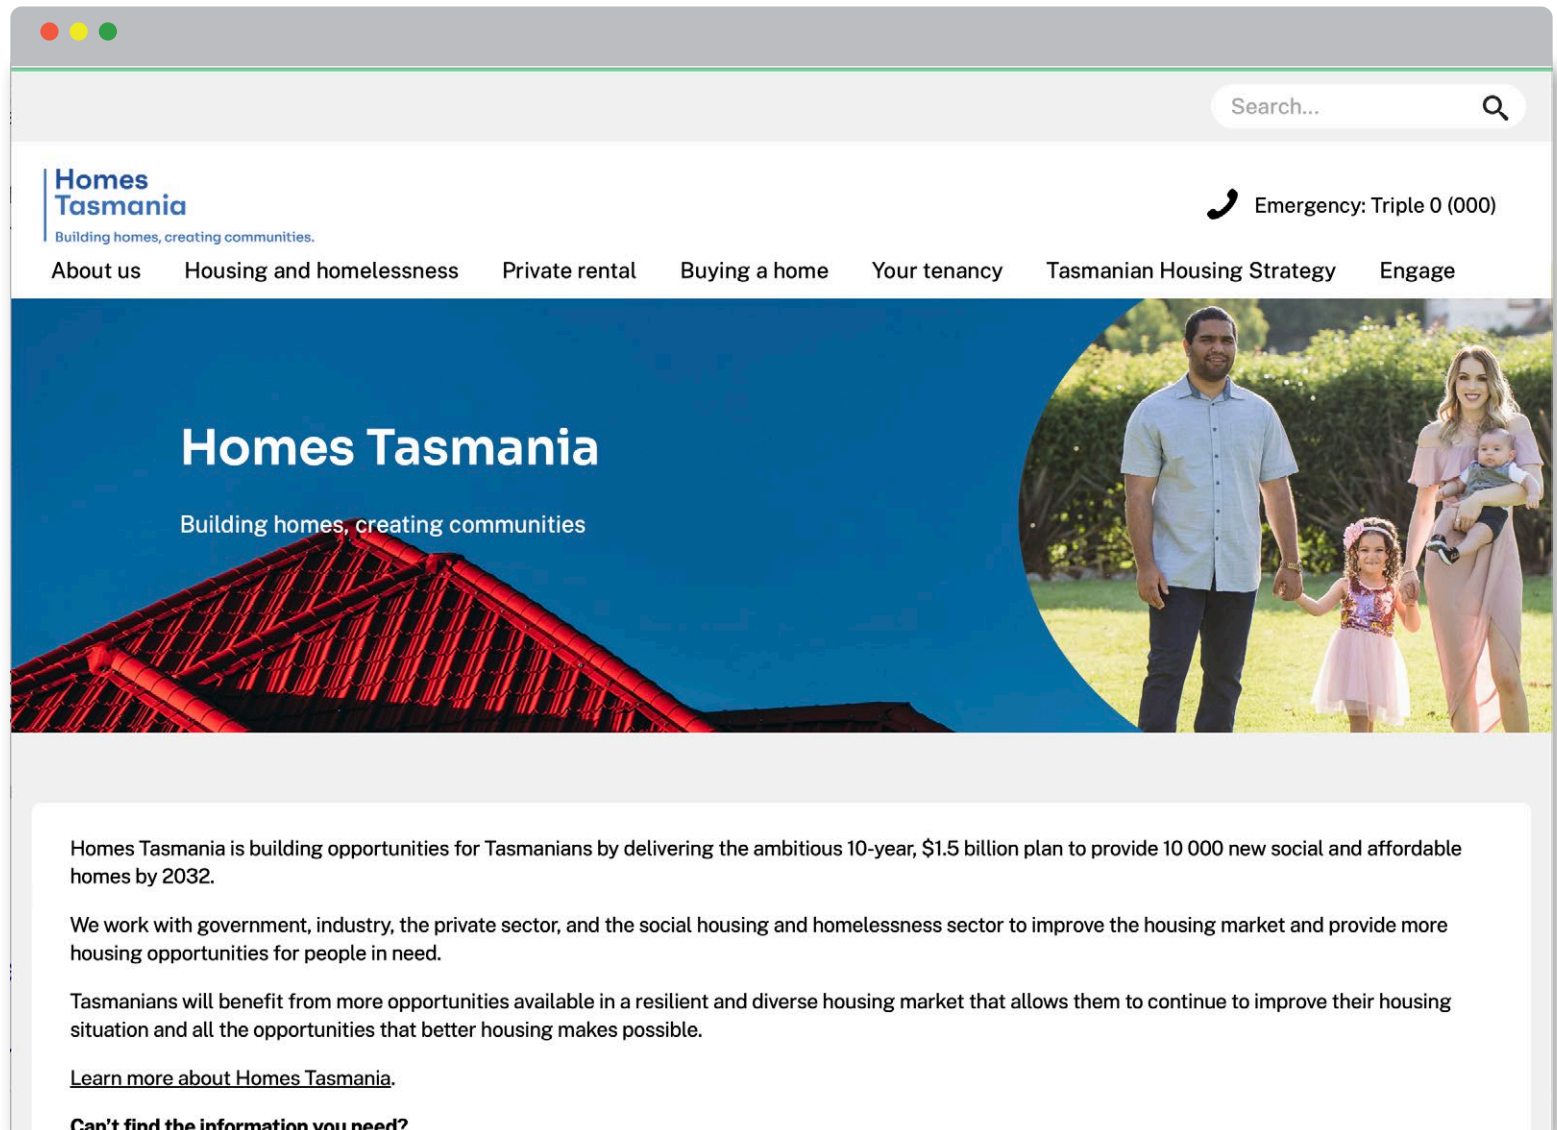 Search...
Homes
Tasmania
Building homes, creating communities.
Emergency: Triple 0 (000)
About us Housing and homelessness Private rental Buying a home Your tenancy Tasmanian Housing Strategy Engage
Homes Tasmania
Building homes, creating communities
Homes Tasmania is building opportunities for Tasmanians by delivering the ambitious 10-year, $1.5 billion plan to provide 10 000 new social and affordable
homes by 2032.
We work with government, industry, the private sector, and the social housing and homelessness sector to improve the housing market and provide more
housing opportunities for people in need.
Tasmanians will benefit from more opportunities available in a resilient and diverse housing market that allows them to continue to improve their housing
situation and all the opportunities that better housing makes possible.
Learn more about Homes Tasmania.
Can't find the information you need?